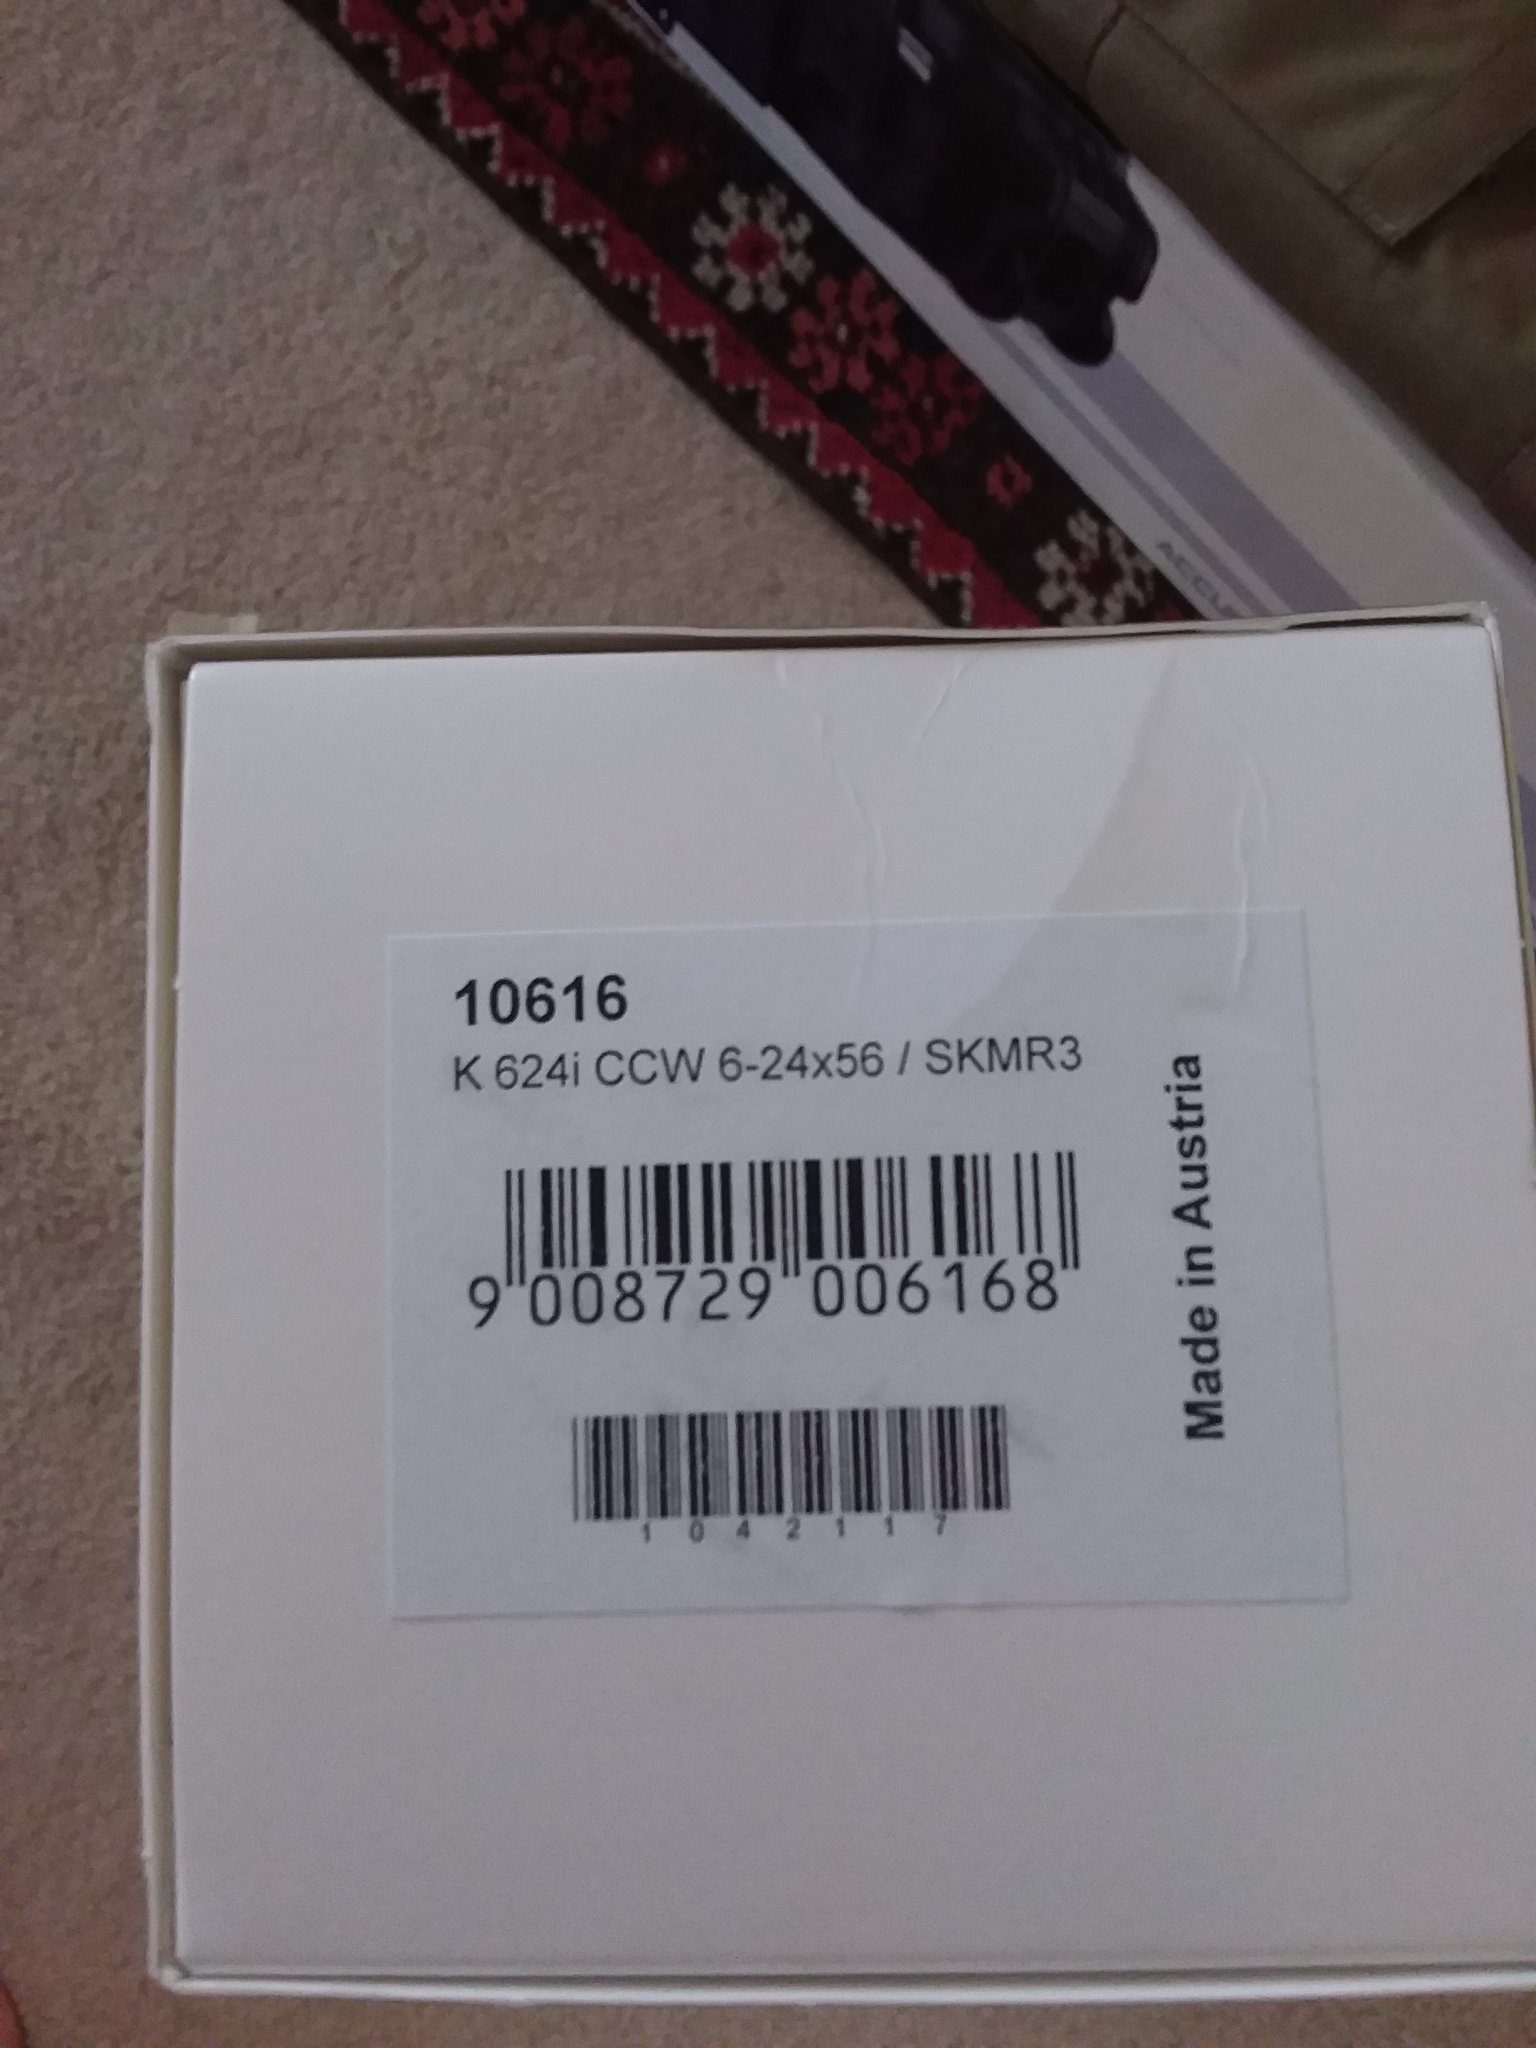 10616
K 624i CCW 6-24x56 / SKMR3
9 008729 006168
1042117
Made in Austria